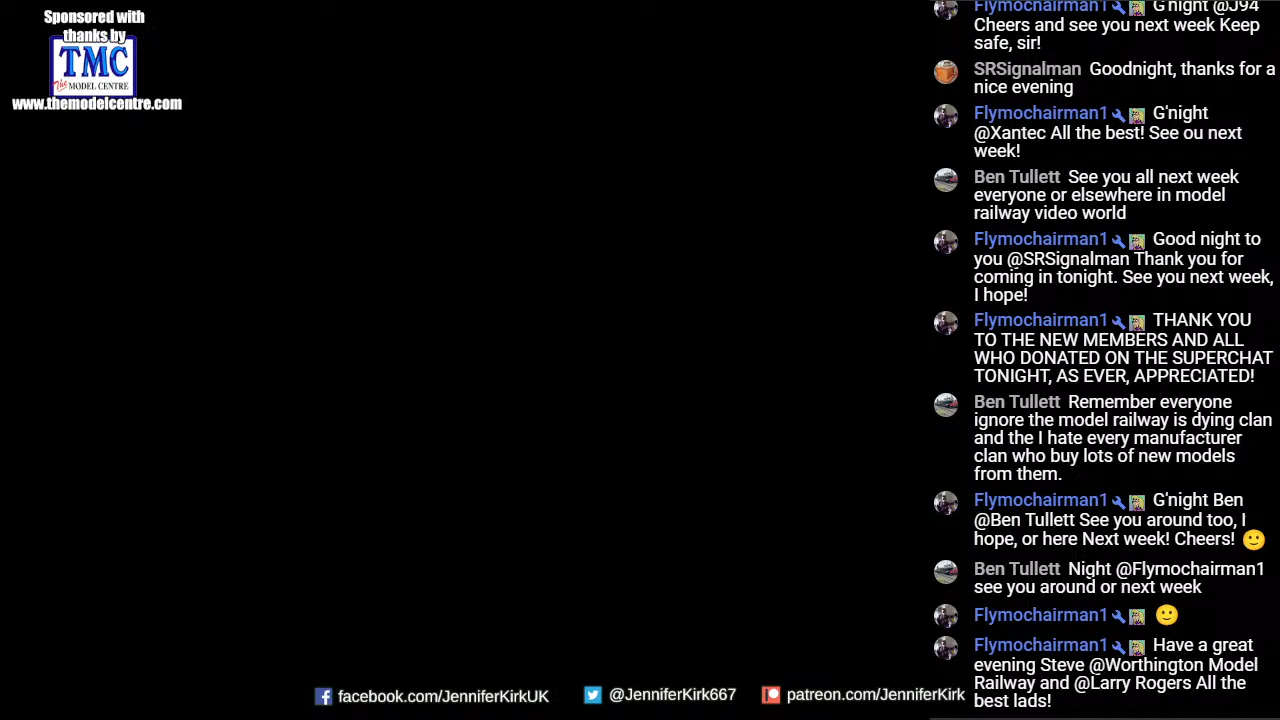 Sponsored with
thanks by
TMC
The MODEL CENTRE
www.themodelcentre.com
Flymochairman1 G'night @J94
Cheers and see you next week Keep
safe, sir!
SRSignalman Goodnight, thanks for a
nice evening
Flymochairman1 G'night
@Xantec All the best! See ou next
week!
Ben Tullett See you all next week
everyone or elsewhere in model
railway video world
Flymochairman1 Good night to
you @SRSignalman Thank you for
coming in tonight. See you next week,
I hope!
Flymochairman1 THANK YOU
TO THE NEW MEMBERS AND ALL
WHO DONATED ON THE SUPERCHAT
TONIGHT, AS EVER, APPRECIATED!
Ben Tullett Remember everyone
ignore the model railway is dying clan
and the I hate every manufacturer
clan who buy lots of new models
from them.
Flymochairman1 G'night Ben
@Ben Tullett See you around too, I
hope, or here Next week! Cheers! 🙂
Ben Tullett Night @Flymochairman1
see you around or next week
Flymochairman1 🙂
Flymochairman1 Have a great
evening Steve @Worthington Model
Railway and @Larry Rogers All the
best lads!
facebook.com/JenniferKirkUK
@JenniferKirk667
patreon.com/JenniferKirk